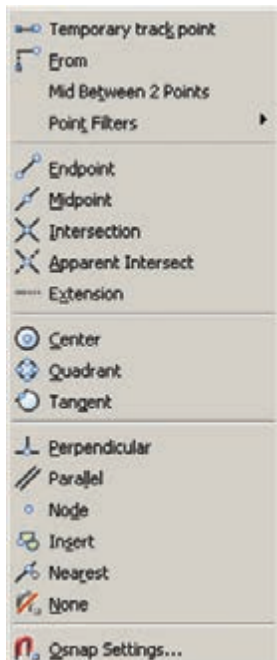 Temporary track point
From
Mid Between 2 Points
Point Filters
Endpoint
Midpoint
Intersection
Apparent Intersect
Extension
Center
Quadrant
Tangent
Perpendicular
Parallel
Node
Insert
Nearest
None
Osnap Settings...